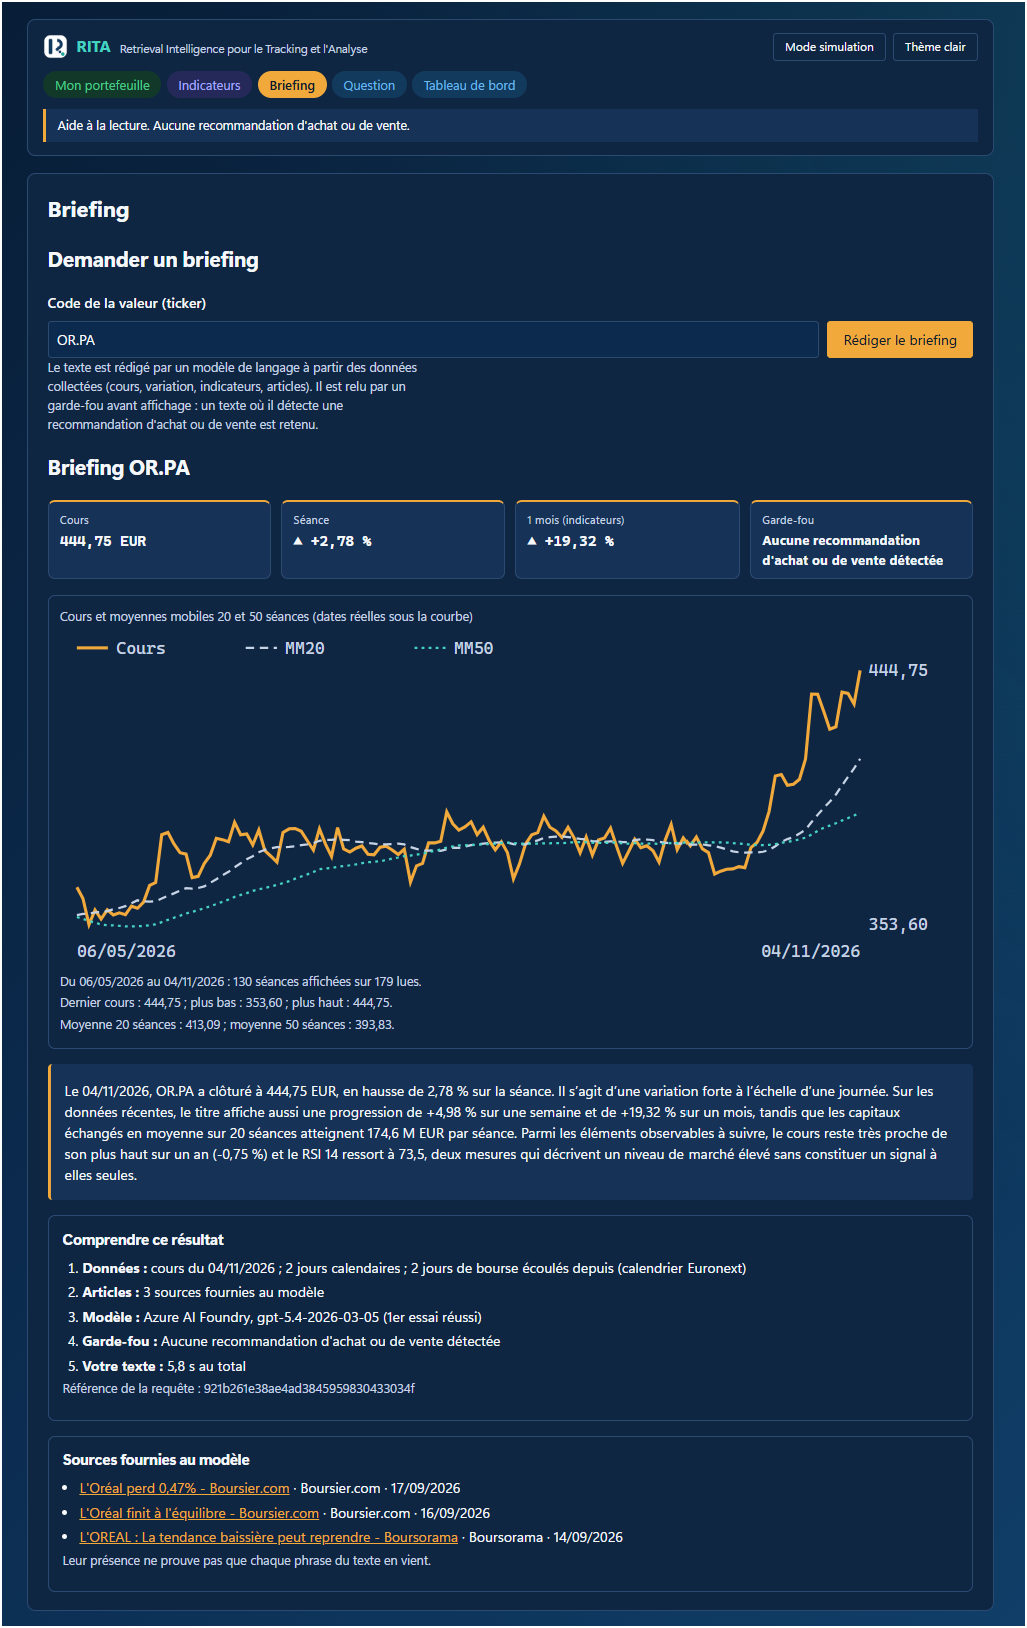 RITA Retrieval Intelligence pour le Tracking et l'Analyse
Mode simulation
Thème clair
Mon portefeuille
Indicateurs
Briefing
Question
Tableau de bord
Aide à la lecture. Aucune recommandation d'achat ou de vente.
Briefing
Demander un briefing
Code de la valeur (ticker)
OR.PA
Rédiger le briefing
Le texte est rédigé par un modèle de langage à partir des données
collectées (cours, variation, indicateurs, articles). Il est relu par un
garde-fou avant affichage : un texte où il détecte une
recommandation d'achat ou de vente est retenu.
Briefing OR.PA
Cours
444,75 EUR
Séance
▲ +2,78 %
1 mois (indicateurs)
▲ +19,32 %
Garde-fou
Aucune recommandation
d'achat ou de vente détectée
Cours et moyennes mobiles 20 et 50 séances (dates réelles sous la courbe)
Cours
MM20
MM50
444,75
353,60
06/05/2026
04/11/2026
Du 06/05/2026 au 04/11/2026 : 130 séances affichées sur 179 lues.
Dernier cours : 444,75 ; plus bas : 353,60 ; plus haut : 444,75.
Moyenne 20 séances : 413,09 ; moyenne 50 séances : 393,83.
Le 04/11/2026, OR.PA a clôturé à 444,75 EUR, en hausse de 2,78 % sur la séance. Il s’agit d’une variation forte à l’échelle d’une journée. Sur les
données récentes, le titre affiche aussi une progression de +4,98 % sur une semaine et de +19,32 % sur un mois, tandis que les capitaux
échangés en moyenne sur 20 séances atteignent 174,6 M EUR par séance. Parmi les éléments observables à suivre, le cours reste très proche de
son plus haut sur un an (-0,75 %) et le RSI 14 ressort à 73,5, deux mesures qui décrivent un niveau de marché élevé sans constituer un signal à
elles seules.
Comprendre ce résultat
1. Données : cours du 04/11/2026 ; 2 jours calendaires ; 2 jours de bourse écoulés depuis (calendrier Euronext)
2. Articles : 3 sources fournies au modèle
3. Modèle : Azure AI Foundry, gpt-5.4-2026-03-05 (1er essai réussi)
4. Garde-fou : Aucune recommandation d'achat ou de vente détectée
5. Votre texte : 5,8 s au total
Référence de la requête : 921b261e38ae4ad3845959830433034f
Sources fournies au modèle
• L'Oréal perd 0,47% - Boursier.com · Boursier.com · 17/09/2026
• L'Oréal finit à l'équilibre - Boursier.com · Boursier.com · 16/09/2026
• L'OREAL : La tendance baissière peut reprendre - Boursorama · Boursorama · 14/09/2026
Leur présence ne prouve pas que chaque phrase du texte en vient.